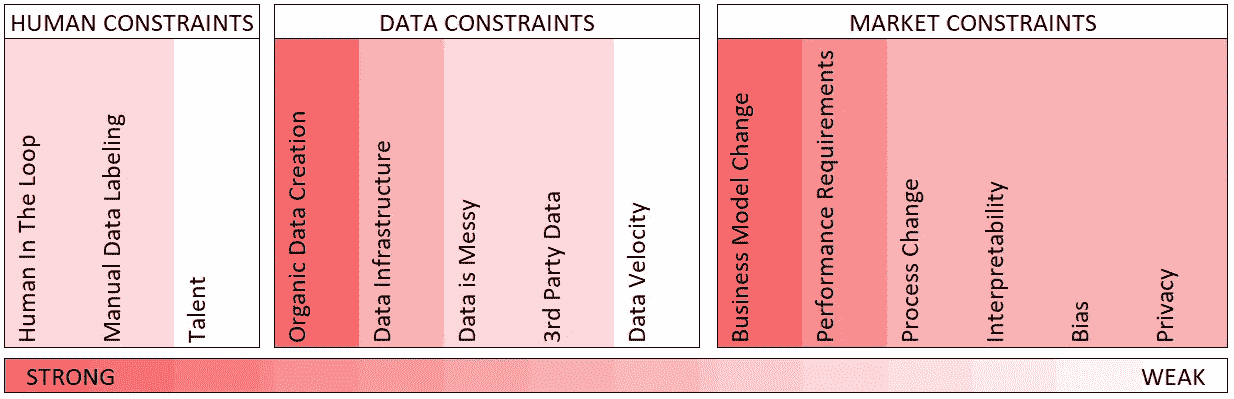 HUMAN CONSTRAINTS
Human In The Loop
Manual Data Labeling
Talent
DATA CONSTRAINTS
Organic Data Creation
Data Infrastructure
Data is Messy
3rd Party Data
Data Velocity
MARKET CONSTRAINTS
Business Model Change
Performance Requirements
Process Change
Interpretability
Bias
Privacy
STRONG
WEAK